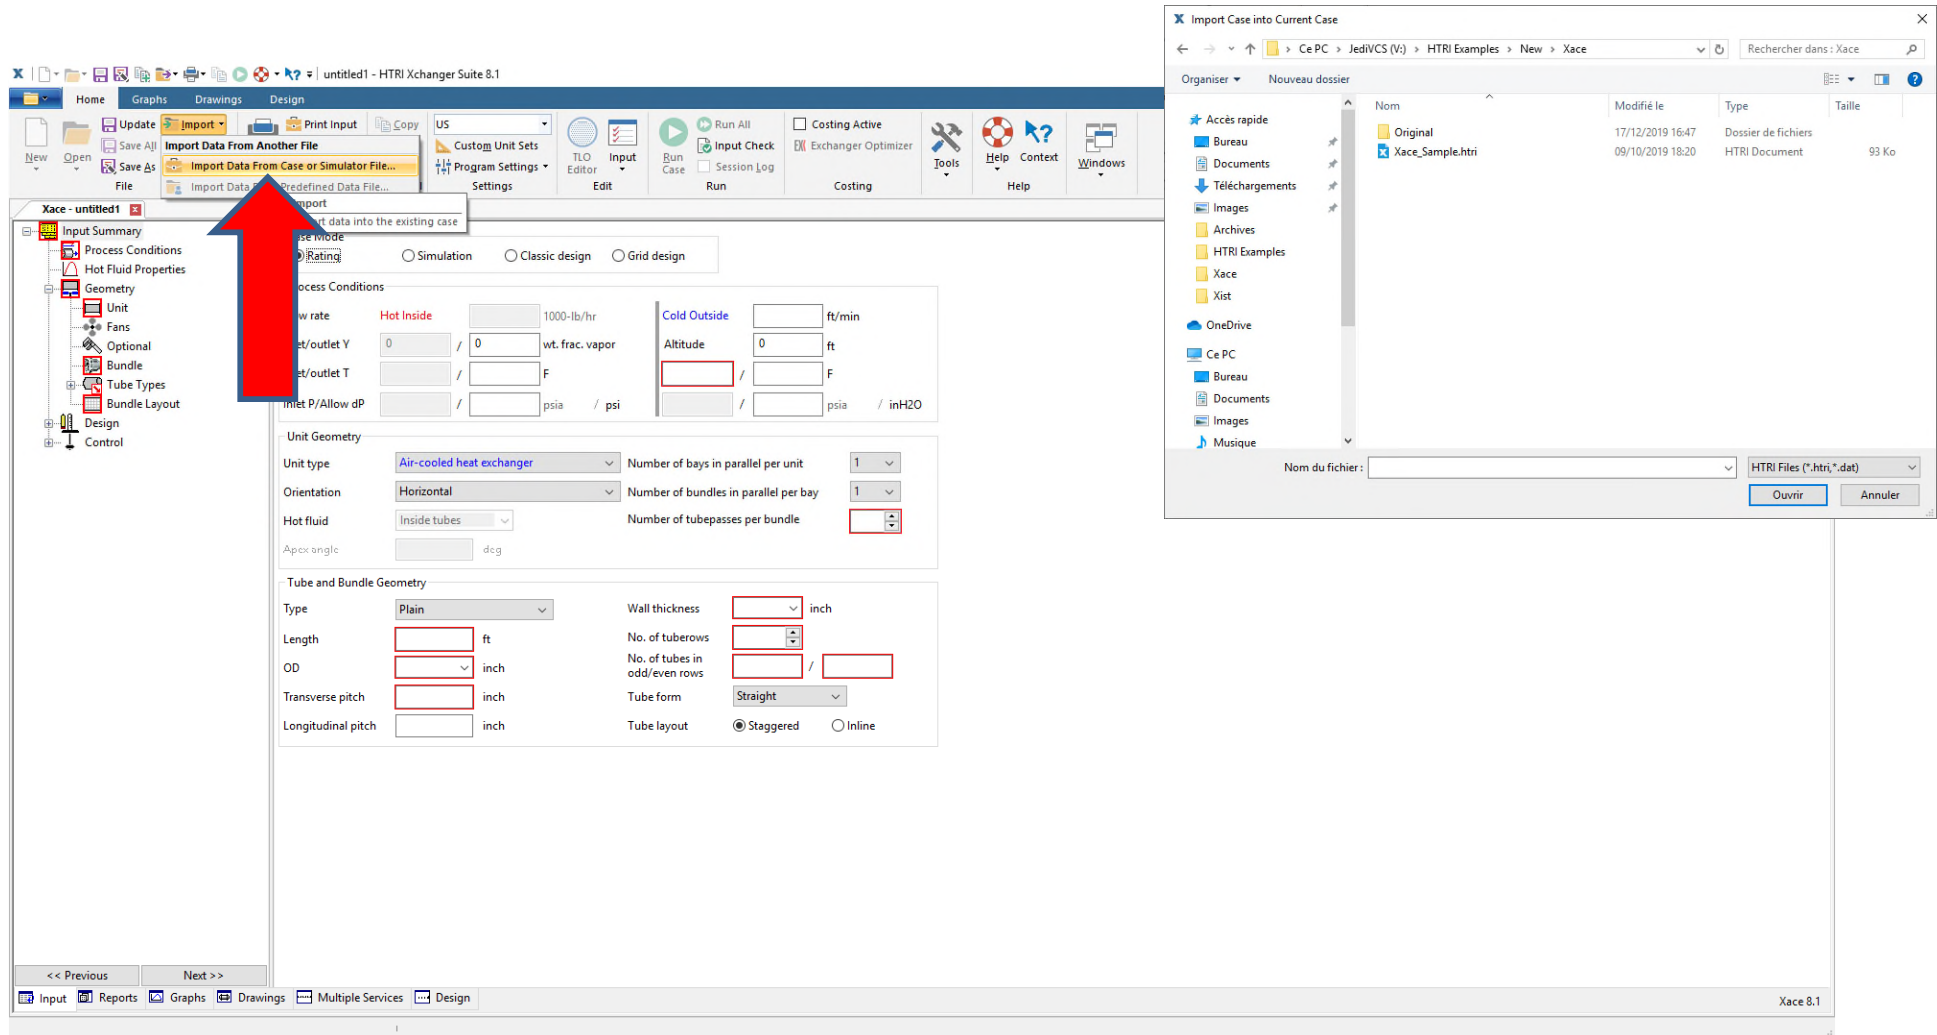 untitled1 - HTRI Xchanger Suite 8.1
Home Graphs Drawings Design
New
Open
Update
Save All
Save As
File
Import
Print Input
Copy
Import Data From Another File
Import Data From Case or Simulator File...
Import Data Predefined Data File...
Import
data into the existing case
US
Custom Unit Sets
Program Settings
Settings
TLO Editor
Input
Edit
Run Case
Run All
Input Check
Session Log
Run
Costing Active
Exchanger Optimizer
Costing
Tools
Help
Context
Help
Windows
Xace - untitled1
Input Summary
Process Conditions
Hot Fluid Properties
Geometry
Unit
Fans
Optional
Bundle
Tube Types
Bundle Layout
Design
Control
<< Previous Next >>
Mode
Rating Simulation Classic design Grid design
Process Conditions
rate Hot Inside 1000-lb/hr Cold Outside ft/min
Y 0 / 0 wt. frac. vapor Altitude 0 ft
T / F / F
Inlet P/Allow dP / psia / psi / psia / inH2O
Unit Geometry
Unit type Air-cooled heat exchanger Number of bays in parallel per unit 1
Orientation Horizontal Number of bundles in parallel per bay 1
Hot fluid Inside tubes Number of tubepasses per bundle
Apex angle deg
Tube and Bundle Geometry
Type Plain Wall thickness inch
Length ft No. of tuberows
OD inch No. of tubes in odd/even rows /
Transverse pitch inch Tube form Straight
Longitudinal pitch inch Tube layout Staggered Inline
Input Reports Graphs Drawings Multiple Services Design
Xace 8.1
Import Case into Current Case
Ce PC > JediVCS (V:) > HTRI Examples > New > Xace
Rechercher dans : Xace
Organiser Nouveau dossier
Accès rapide
Bureau
Documents
Téléchargements
Images
Archives
HTRI Examples
Xace
Xist
OneDrive
Ce PC
Bureau
Documents
Images
Musique
Nom Modifié le Type Taille
Original 17/12/2019 16:47 Dossier de fichiers
Xace_Sample.htri 09/10/2019 18:20 HTRI Document 93 Ko
Nom du fichier : HTRI Files (*.htri,*.dat)
Ouvrir Annuler